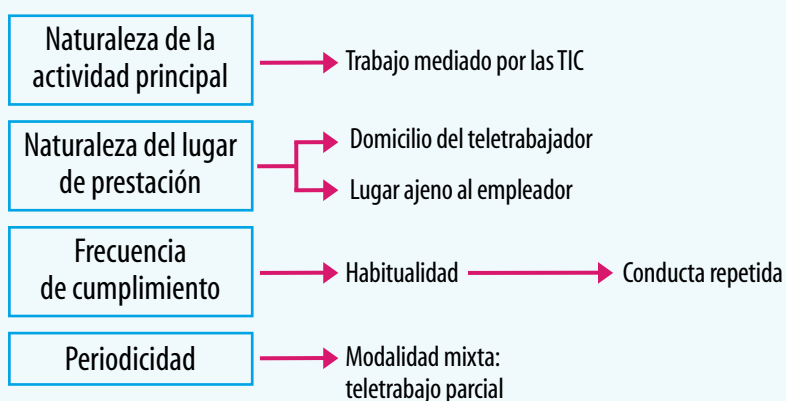 Naturaleza de la
actividad principal
Trabajo mediado por las TIC
Naturaleza del lugar
de prestación
Domicilio del teletrabajador
Lugar ajeno al empleador
Frecuencia
de cumplimiento
Habitualidad
Conducta repetida
Periodicidad
Modalidad mixta:
teletrabajo parcial